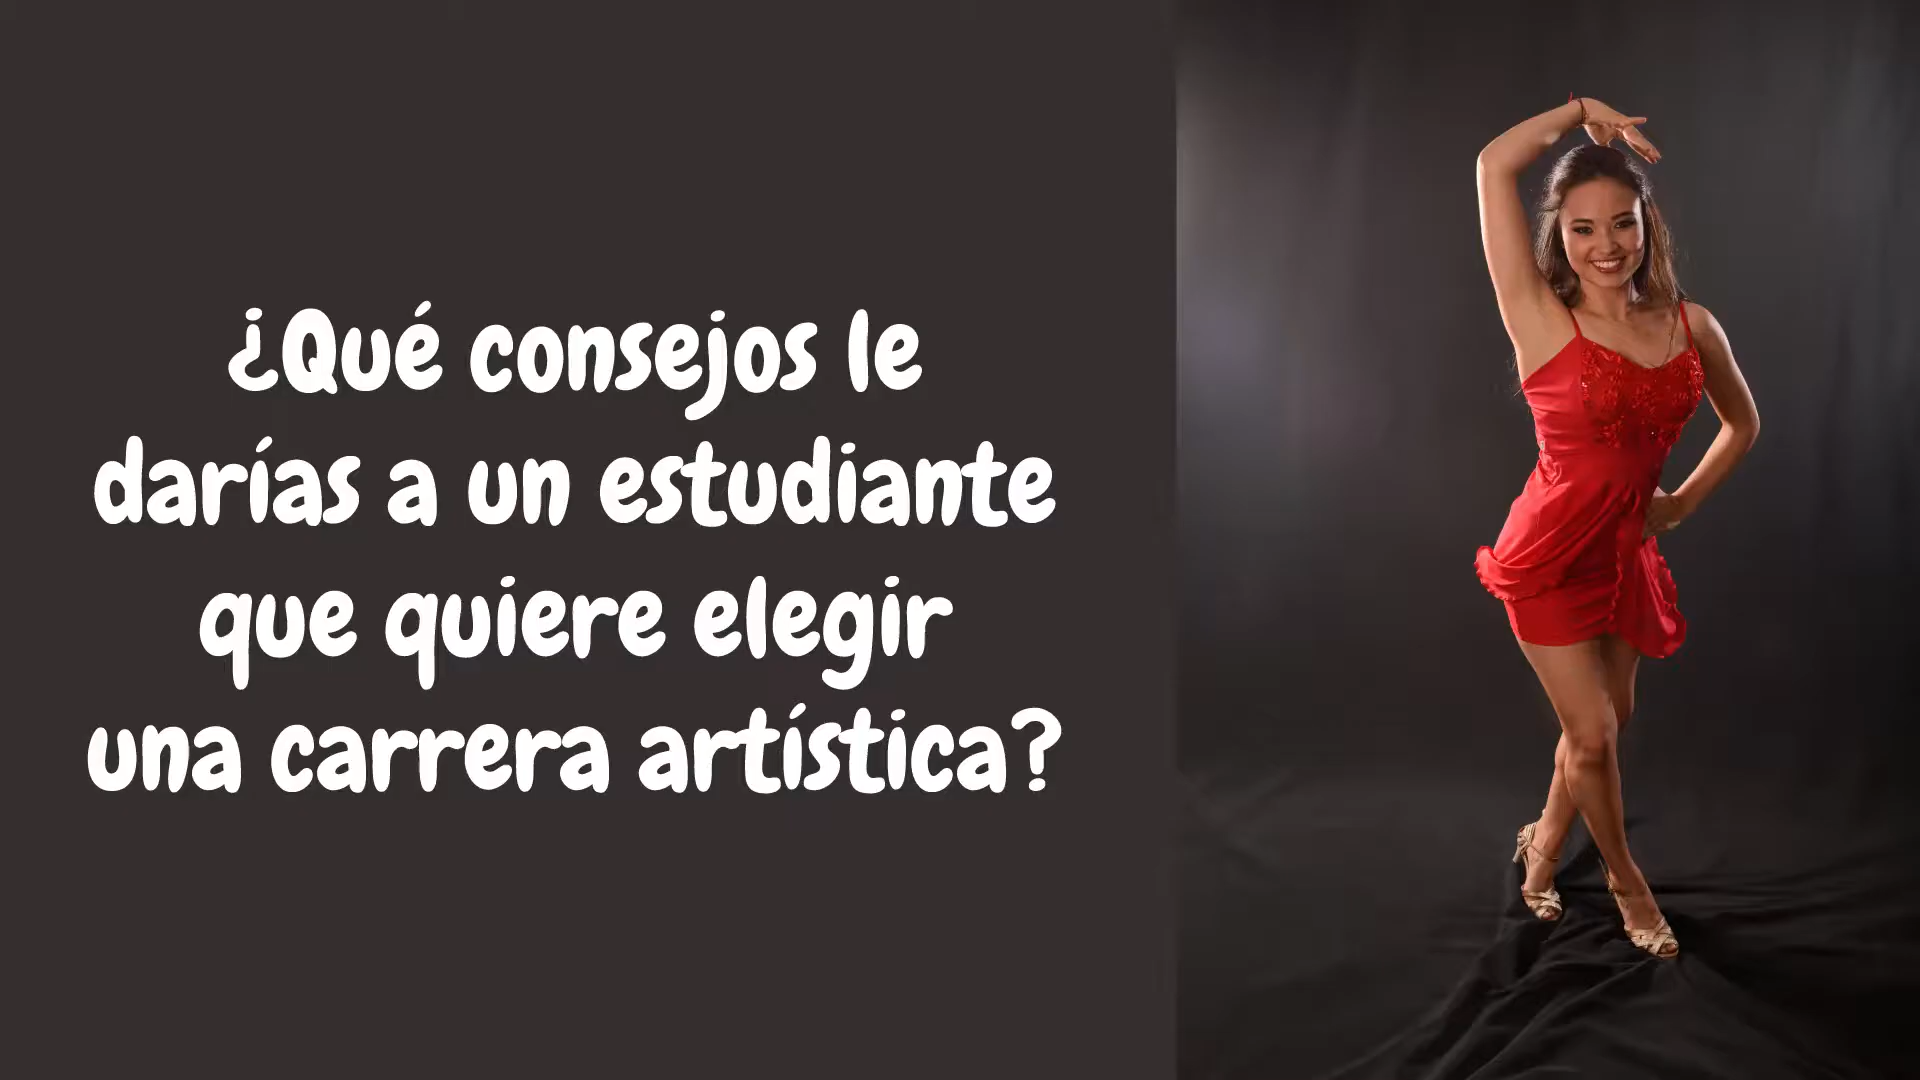 ¿Qué consejos le
darías a un estudiante
que quiere elegir
una carrera artística?